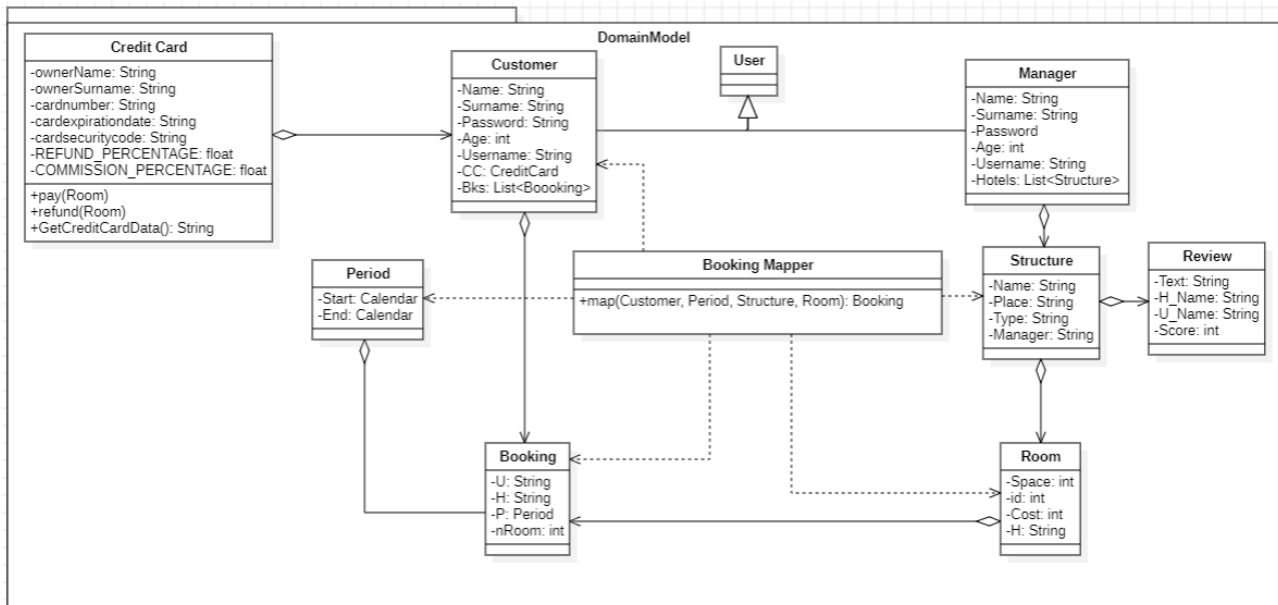 DomainModel
Credit Card
-ownerName: String
-ownerSurname: String
-cardnumber: String
-cardexpirationdate: String
-cardsecuritycode: String
-REFUND_PERCENTAGE: float
-COMMISSION_PERCENTAGE: float
+pay(Room)
+refund(Room)
+GetCreditCardData(): String
Customer
-Name: String
-Surname: String
-Password: String
-Age: int
-Username: String
-CC: CreditCard
-Bks: List<Boooking>
User
Manager
-Name: String
-Surname: String
-Password
-Age: int
-Username: String
-Hotels: List<Structure>
Period
-Start: Calendar
-End: Calendar
Booking Mapper
+map(Customer, Period, Structure, Room): Booking
Structure
-Name: String
-Place: String
-Type: String
-Manager: String
Review
-Text: String
-H_Name: String
-U_Name: String
-Score: int
Booking
-U: String
-H: String
-P: Period
-nRoom: int
Room
-Space: int
-id: int
-Cost: int
-H: String